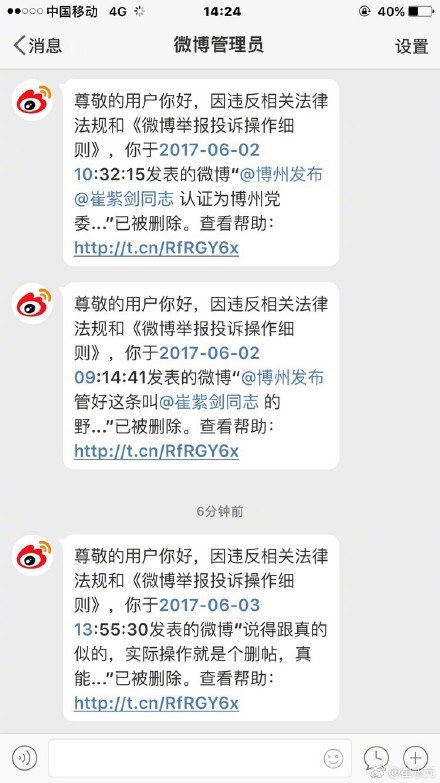 中国移动 4G 14:24 40%
消息 微博管理员 设置
尊敬的用户你好，因违反相关法律
法规和《微博举报投诉操作细
则》，你于2017-06-02
10:32:15发表的微博“@博州发布
@崔紫剑同志 认证为博州党
委...”已被删除。查看帮助：
http://t.cn/RfRGY6x
尊敬的用户你好，因违反相关法律
法规和《微博举报投诉操作细
则》，你于2017-06-02
09:14:41发表的微博“@博州发布
管好这条叫@崔紫剑同志 的
野...”已被删除。查看帮助：
http://t.cn/RfRGY6x
6分钟前
尊敬的用户你好，因违反相关法律
法规和《微博举报投诉操作细
则》，你于2017-06-03
13:55:30发表的微博“说得跟真的
似的，实际操作就是个删帖，真
能...”已被删除。查看帮助：
http://t.cn/RfRGY6x